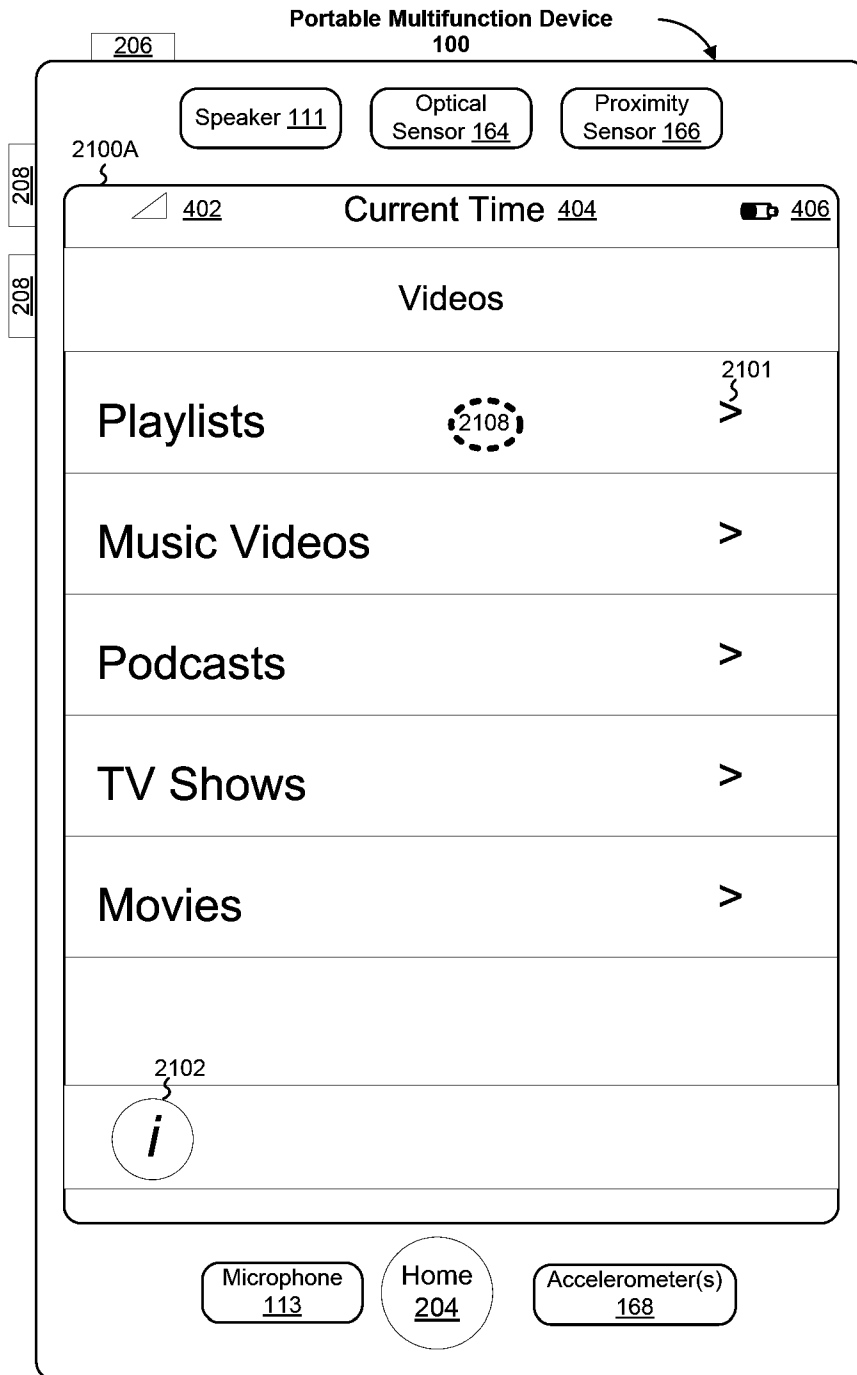 Portable Multifunction Device
100
206
Speaker 111
Optical
Sensor 164
Proximity
Sensor 166
2100A
208
402
Current Time 404
406
208
Videos
2101
Playlists
2108
>
Music Videos
>
Podcasts
>
TV Shows
>
Movies
>
2102
i
Microphone
113
Home
204
Accelerometer(s)
168